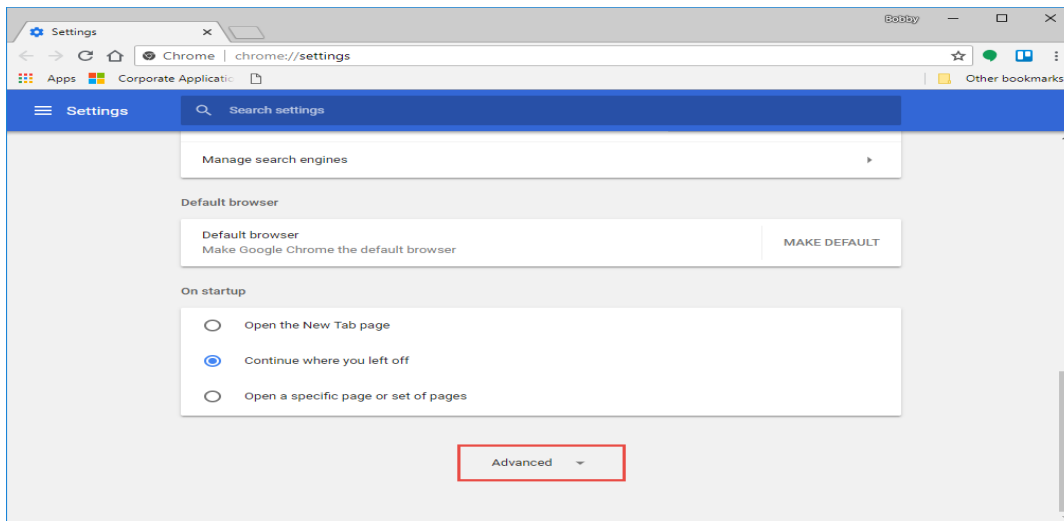 Bobby
Settings
Chrome | chrome://settings
Apps Corporate Applicatio Other bookmarks
Settings Search settings
Manage search engines
Default browser
Default browser
Make Google Chrome the default browser
MAKE DEFAULT
On startup
Open the New Tab page
Continue where you left off
Open a specific page or set of pages
Advanced